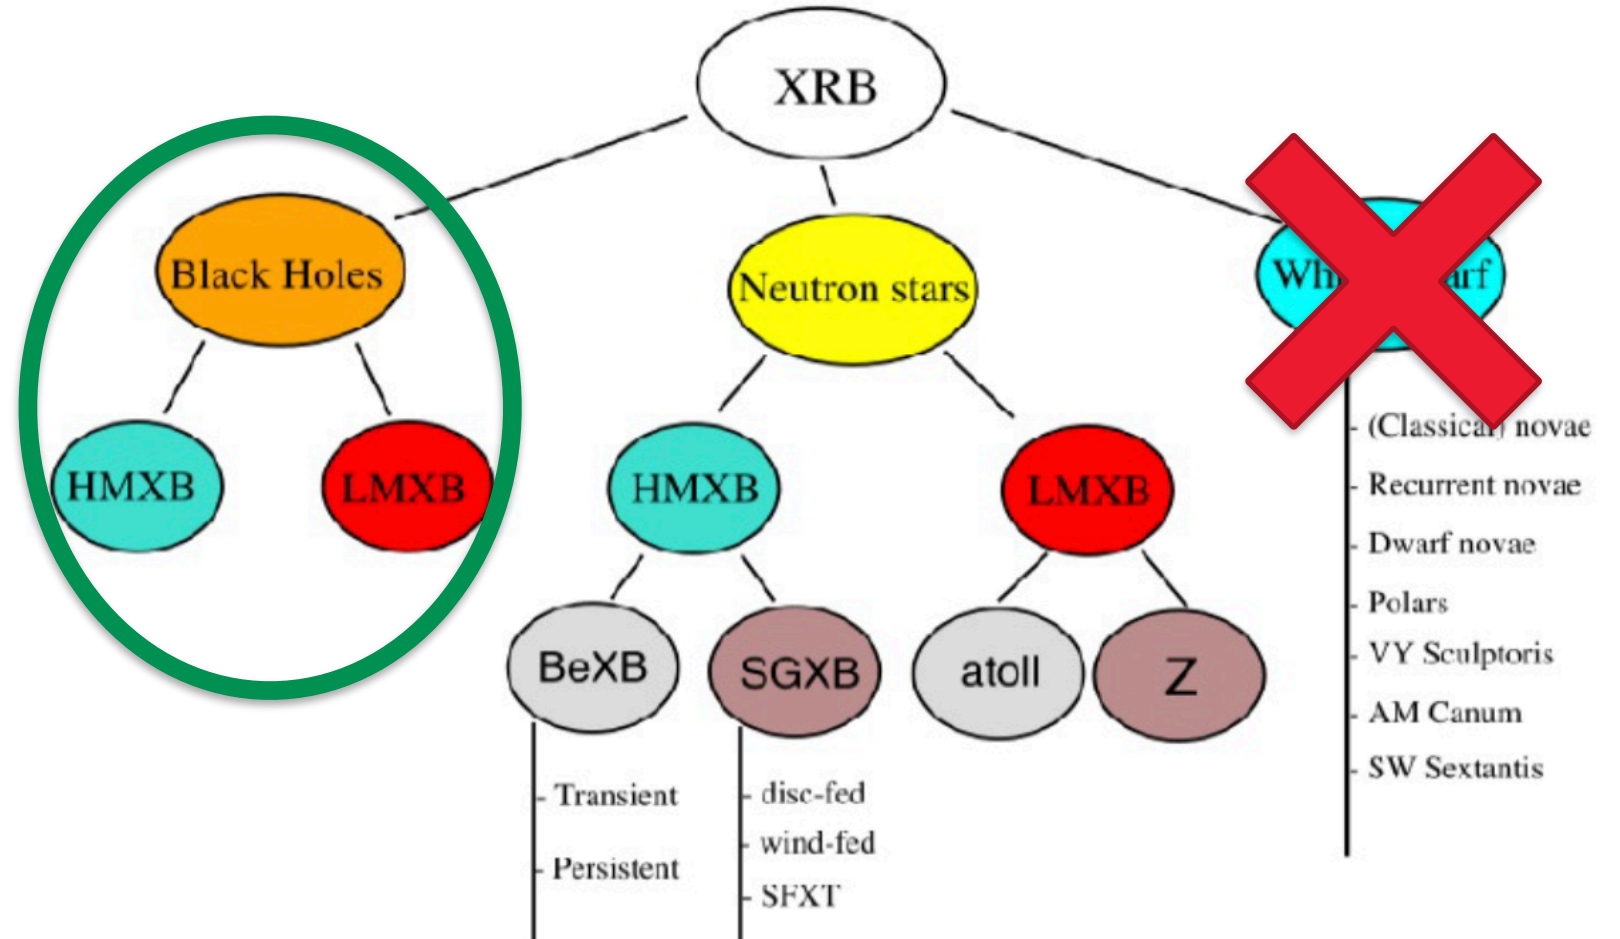 XRB
Black Holes
Neutron stars
HMXB
LMXB
HMXB
LMXB
BeXB
SGXB
atoll
Z
- Transient
- Persistent
- disc-fed
- wind-fed
- SFXT
- (Classical) novae
- Recurrent novae
- Dwarf novae
- Polars
- VY Sculptoris
- AM Canum
- SW Sextantis